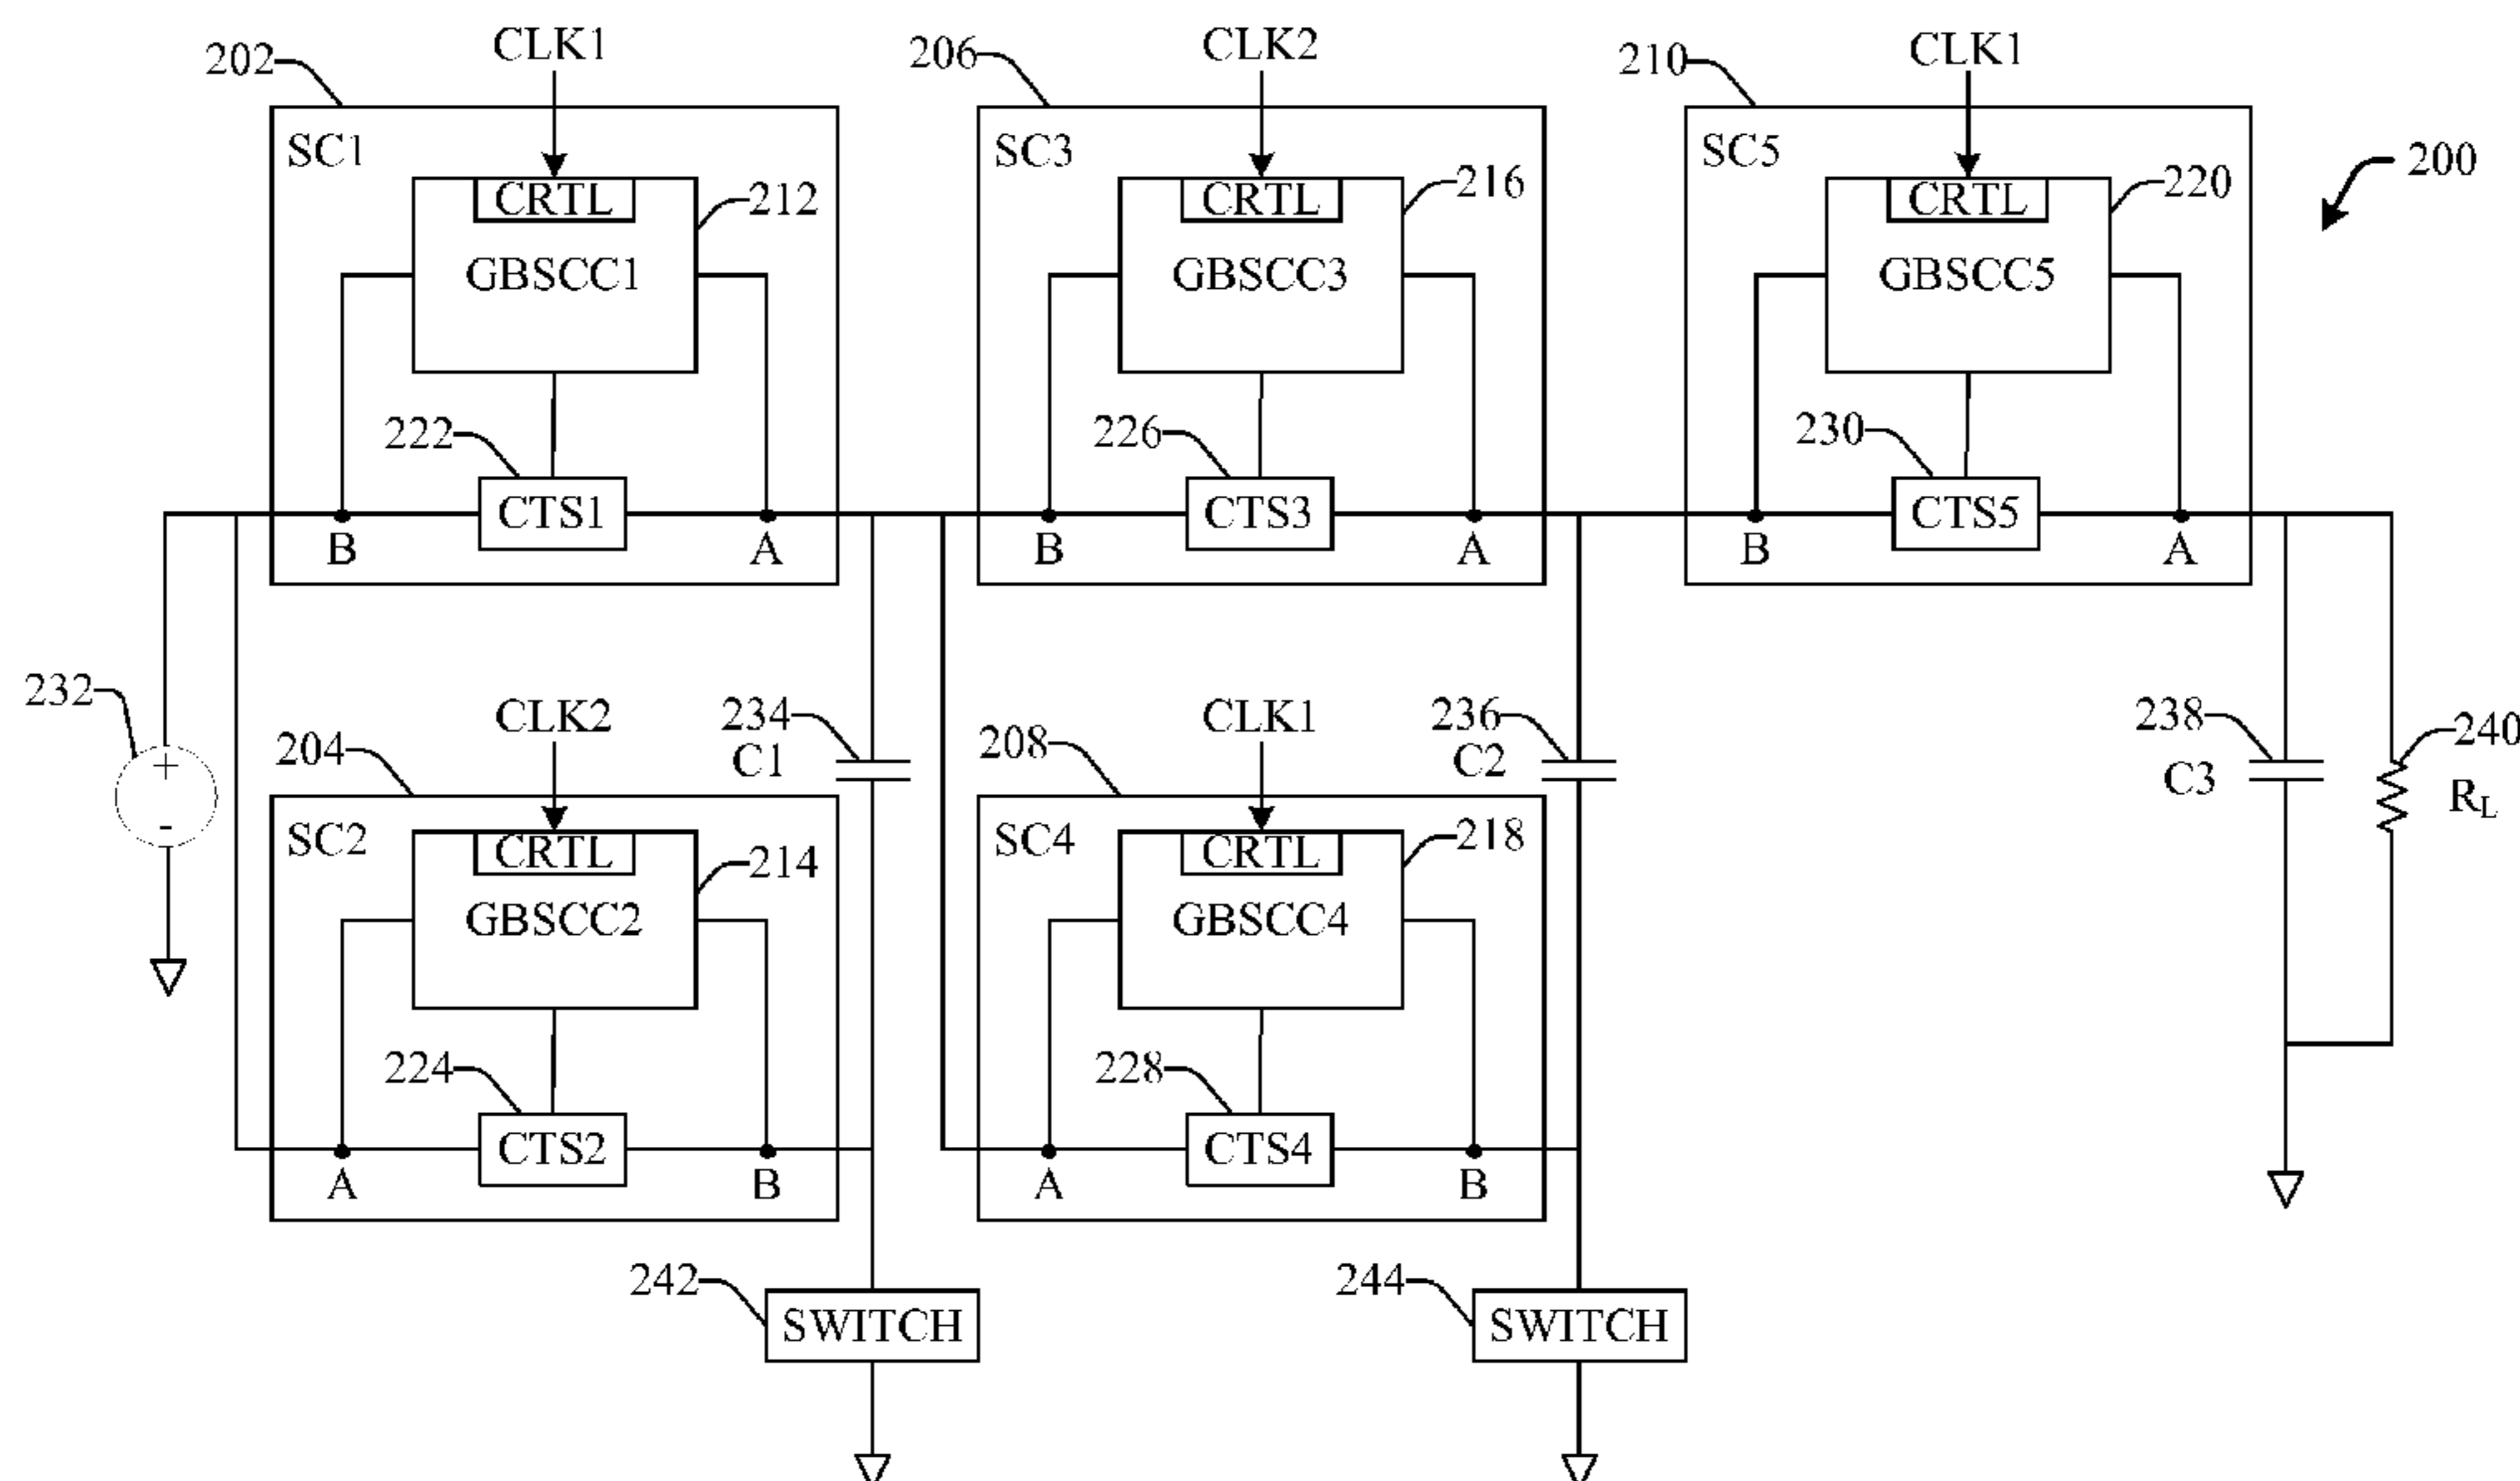 202 CLK1 206 CLK2 210 CLK1
SC1 SC3 SC5 200
CRTL 212 CRTL 216 CRTL 220
GBSCC1 GBSCC3 GBSCC5
222 226 230
CTS1 CTS3 CTS5
B A B A B A
232 CLK2 234 CLK1 236 238 240
204 C1 208 C2 C3 RL
+
-
SC2 CRTL 214 SC4 CRTL 218
GBSCC2 GBSCC4
224 228
CTS2 CTS4
A B A B
242 244
SWITCH SWITCH